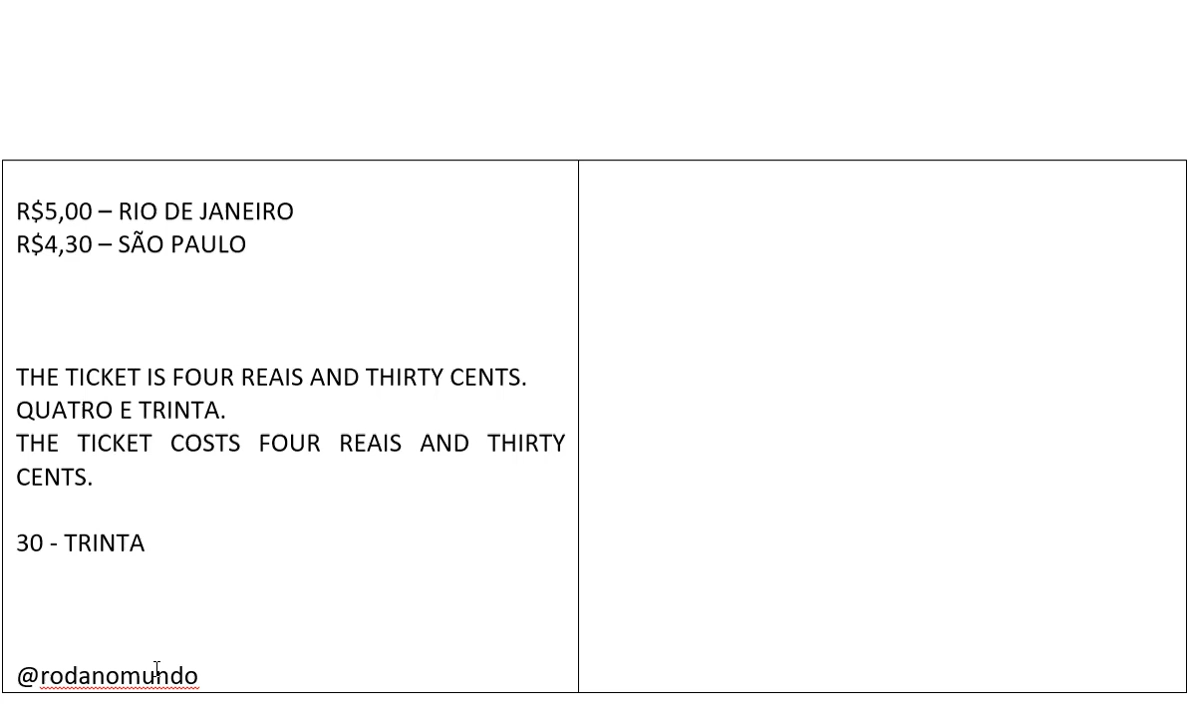 R$5,00 – RIO DE JANEIRO
R$4,30 – SÃO PAULO
THE TICKET IS FOUR REAIS AND THIRTY CENTS.
QUATRO E TRINTA.
THE TICKET COSTS FOUR REAIS AND THIRTY
CENTS.
30 - TRINTA
@rodanomundo